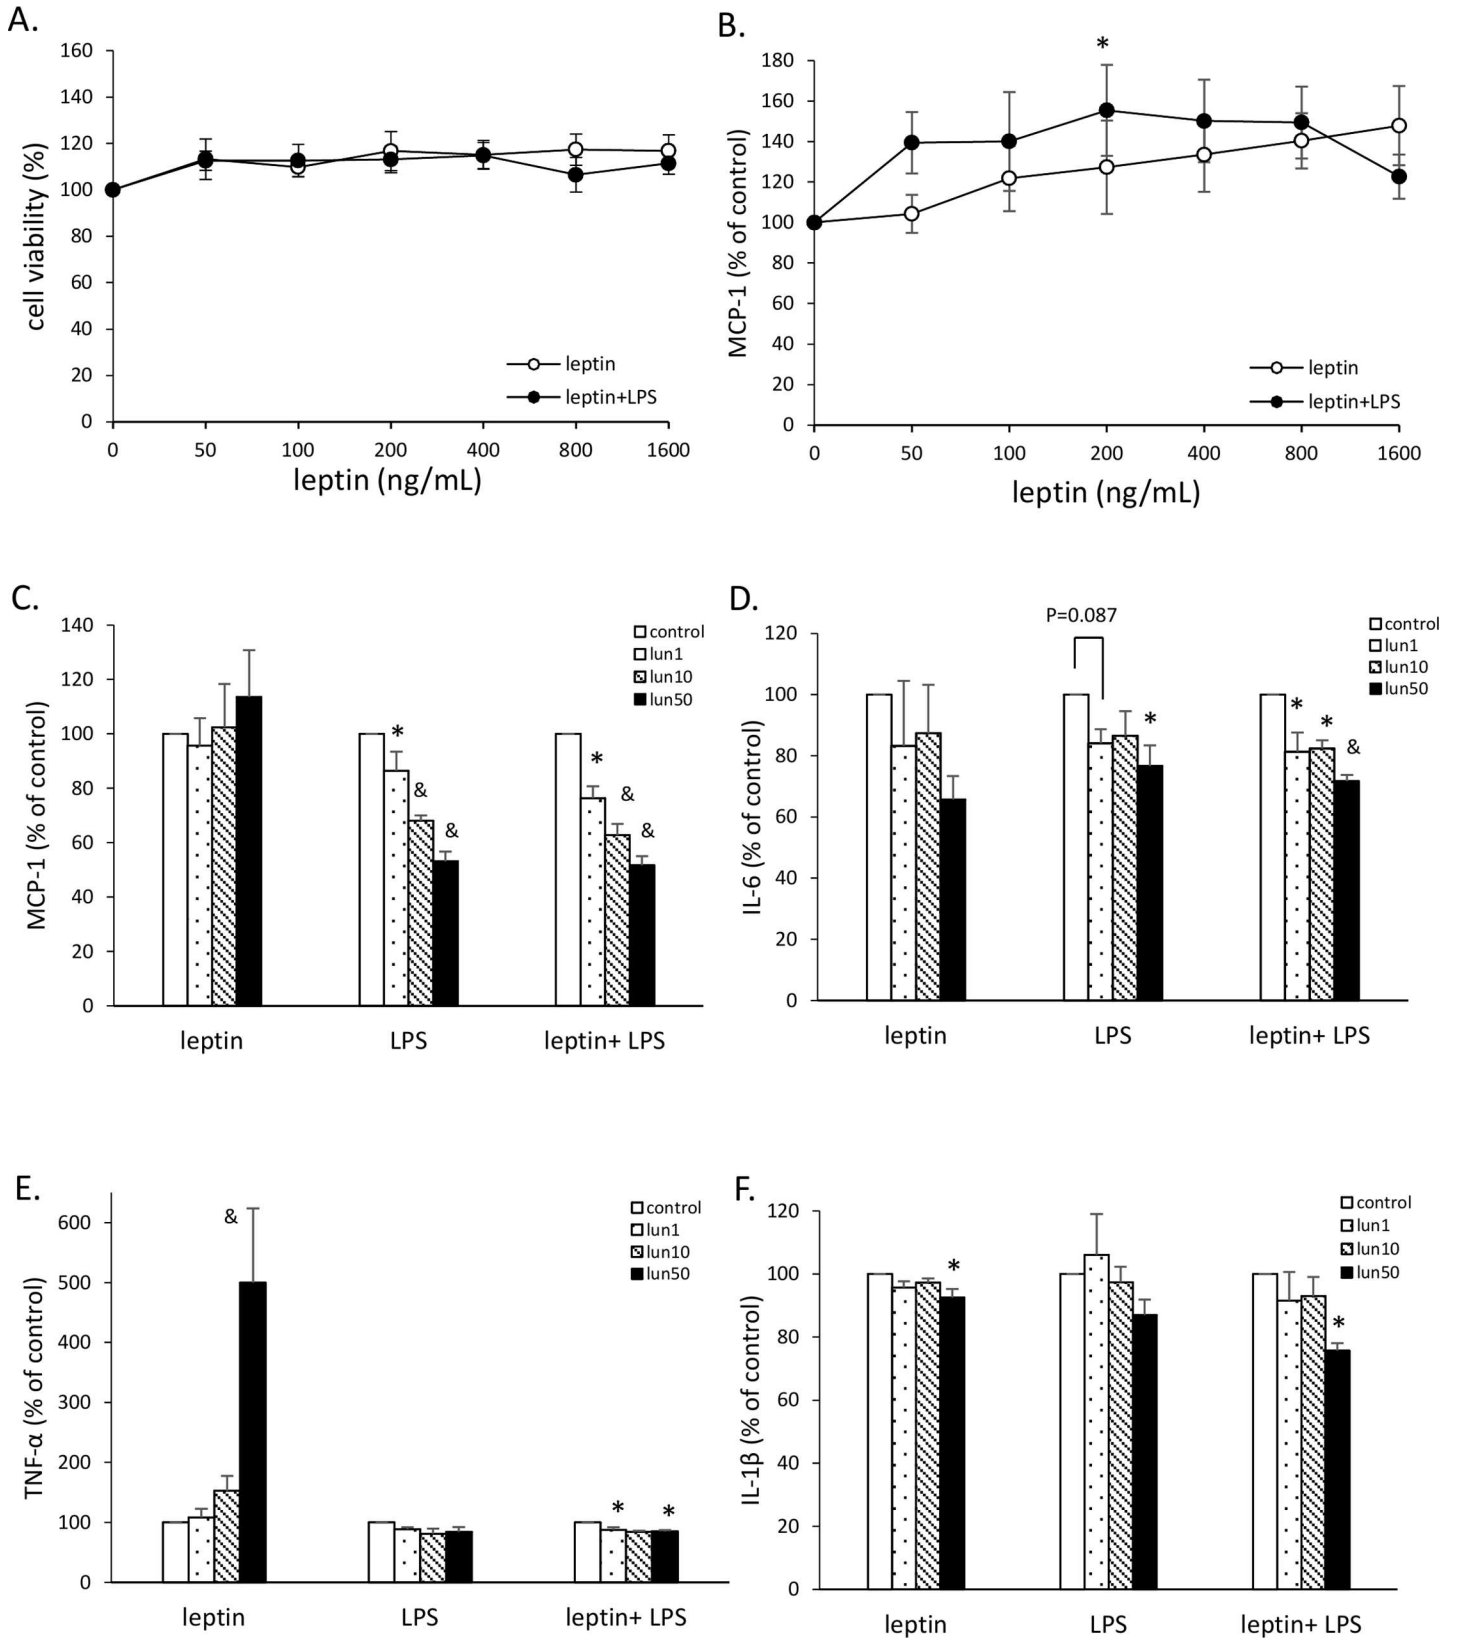 A.
160
140
120
100
80
60
40
20
0
cell viability (%)
leptin
leptin+LPS
0 50 100 200 400 800 1600
leptin (ng/mL)
B.
*
180
160
140
120
100
80
60
40
20
0
MCP-1 (% of control)
leptin
leptin+LPS
0 50 100 200 400 800 1600
leptin (ng/mL)
C.
140
120
100
80
60
40
20
0
MCP-1 (% of control)
control
lun1
lun10
lun50
* & &
* & &
leptin LPS leptin+ LPS
D.
P=0.087
120
100
80
60
40
20
0
IL-6 (% of control)
control
lun1
lun10
lun50
*
* * &
leptin LPS leptin+ LPS
E.
600
500
400
300
200
100
0
TNF-α (% of control)
control
lun1
lun10
lun50
&
* *
leptin LPS leptin+ LPS
F.
120
100
80
60
40
20
0
IL-1β (% of control)
control
lun1
lun10
lun50
*
*
leptin LPS leptin+ LPS